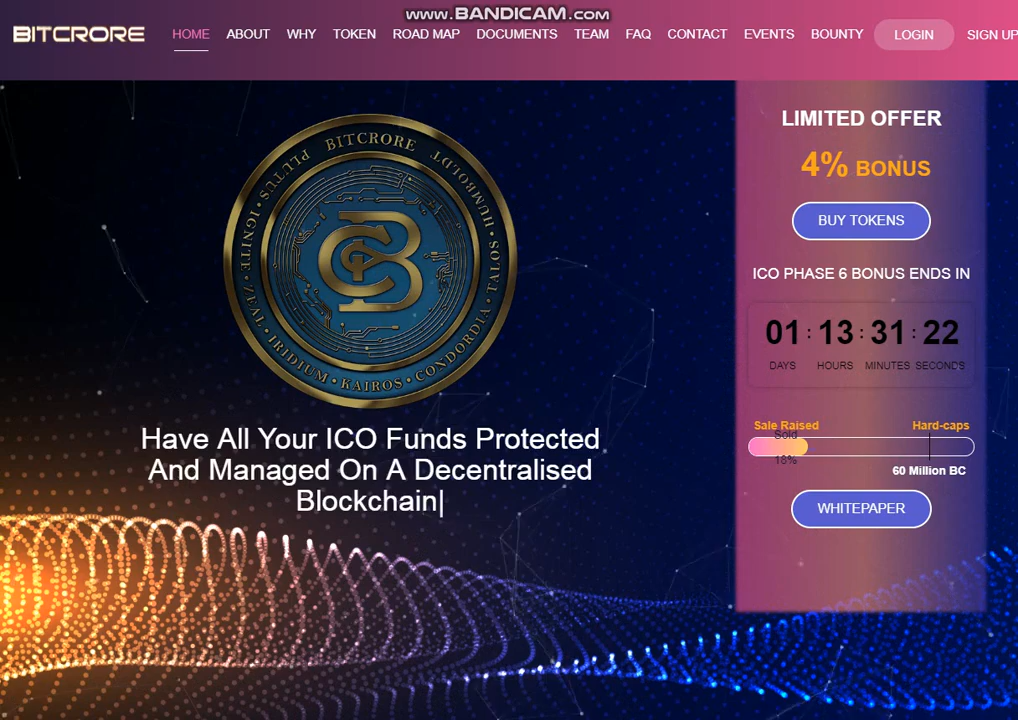 www.BANDICAM.com
BITCRORE
HOME ABOUT WHY TOKEN ROAD MAP DOCUMENTS TEAM FAQ CONTACT EVENTS BOUNTY LOGIN SIGN UP
PLUTUS BITCRORE HUMBOLDT
IGNITE • ZEAL • IRIDIUM • KAIROS • CONDORDIA •
Have All Your ICO Funds Protected
And Managed On A Decentralised
Blockchain|
LIMITED OFFER
4% BONUS
BUY TOKENS
ICO PHASE 6 BONUS ENDS IN
01 : 13 : 31 : 22
DAYS HOURS MINUTES SECONDS
Sale Raised Hard-caps
Sold
18%
60 Million BC
WHITEPAPER